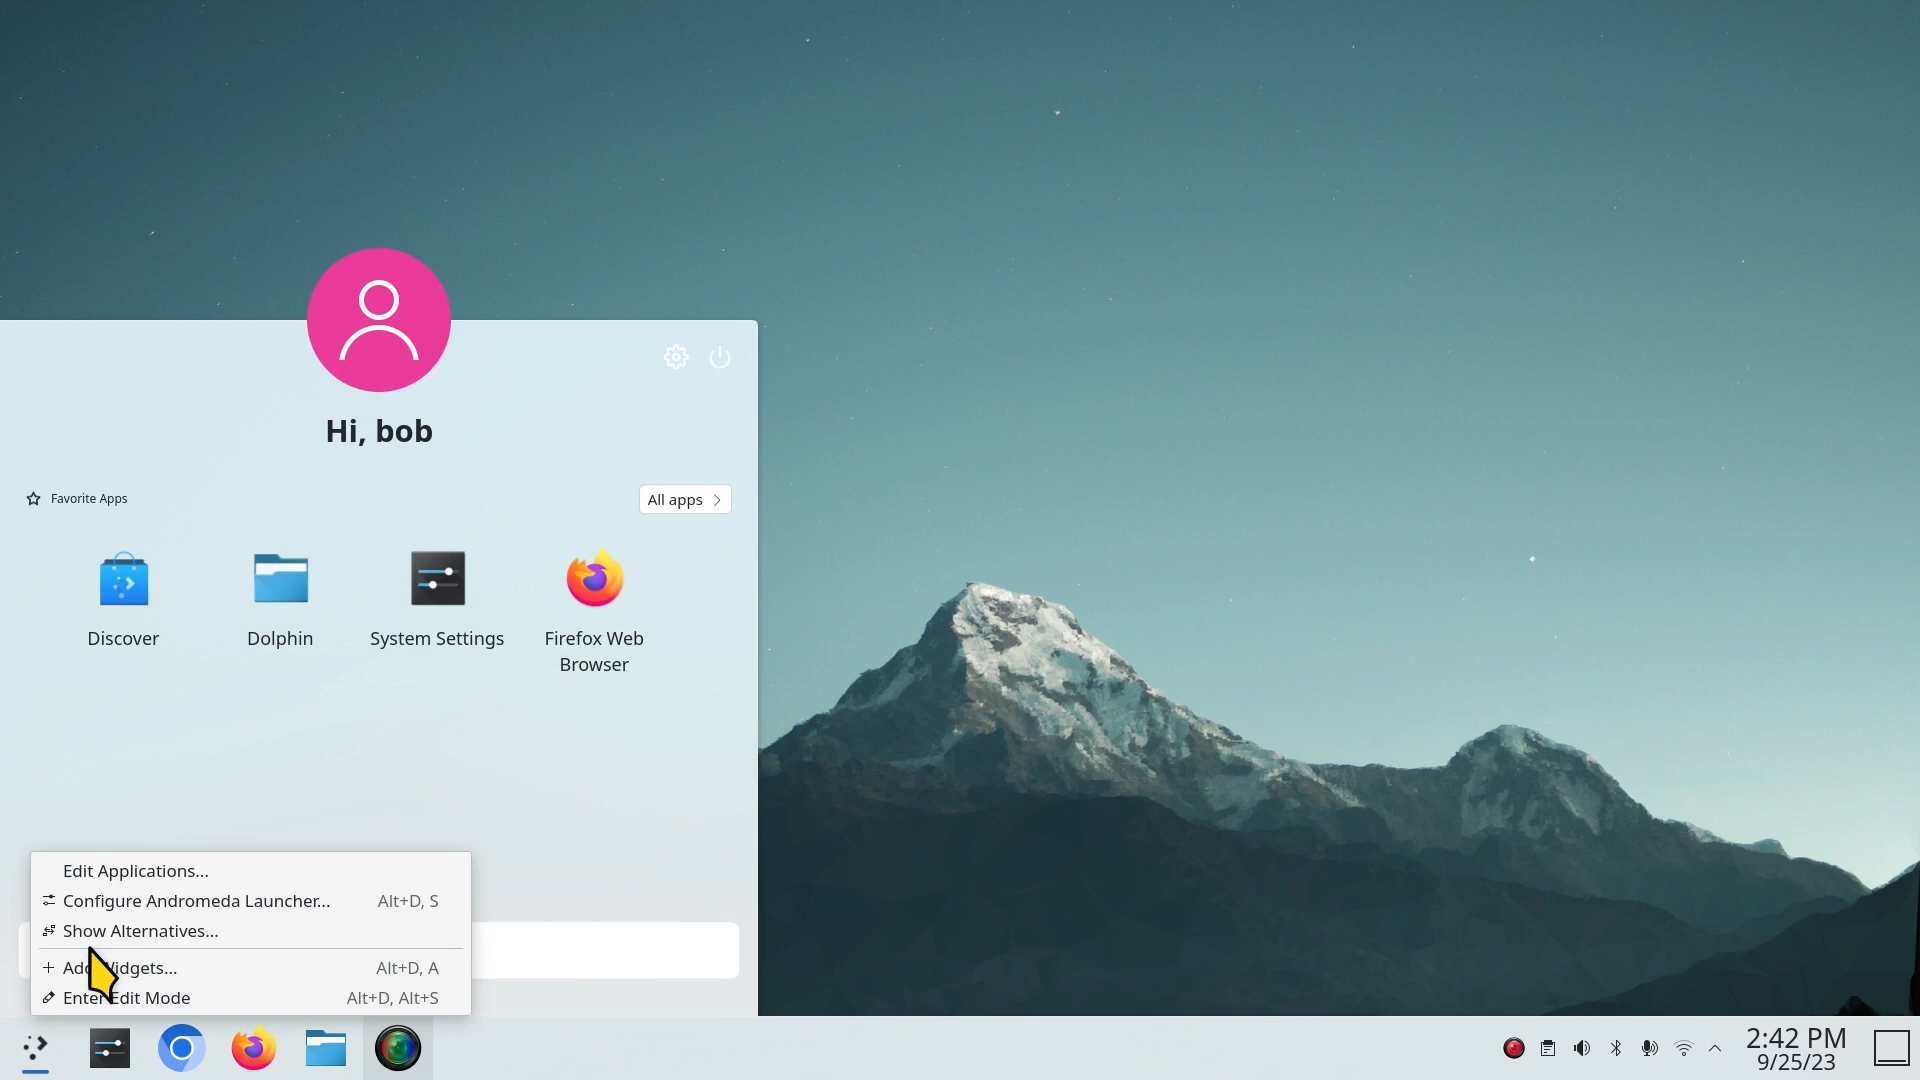 Hi, bob
Favorite Apps
All apps
Discover
Dolphin
System Settings
Firefox Web
Browser
Edit Applications...
Configure Andromeda Launcher... Alt+D, S
Show Alternatives...
Add Widgets... Alt+D, A
Enter Edit Mode Alt+D, Alt+S
2:42 PM
9/25/23